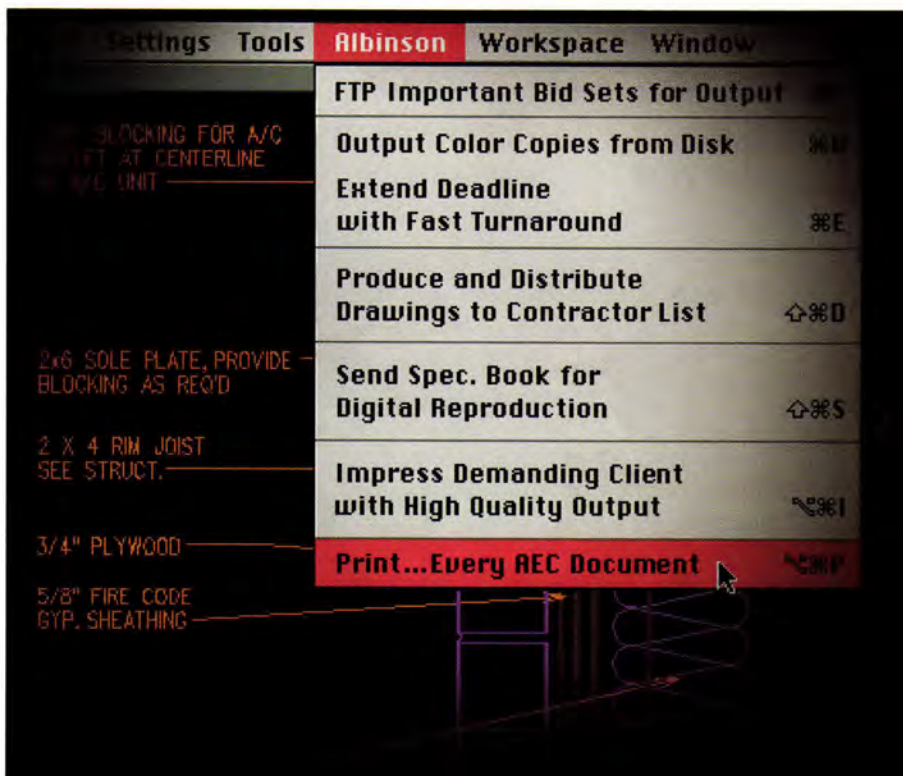 Settings Tools Albinson Workspace Window
FTP Important Bid Sets for Output
Output Color Copies from Disk
Extend Deadline
with Fast Turnaround ⌘E
Produce and Distribute
Drawings to Contractor List ⇧⌘D
Send Spec. Book for
Digital Reproduction ⇧⌘S
Impress Demanding Client
with High Quality Output ⌥⌘I
Print...Every AEC Document ⌥⌘P
BLOCKING FOR A/C
AT CENTERLINE
UNIT
2x6 SOLE PLATE, PROVIDE
BLOCKING AS REQ'D
2 X 4 RIM JOIST
SEE STRUCT.
3/4" PLYWOOD
5/8" FIRE CODE
GYP. SHEATHING